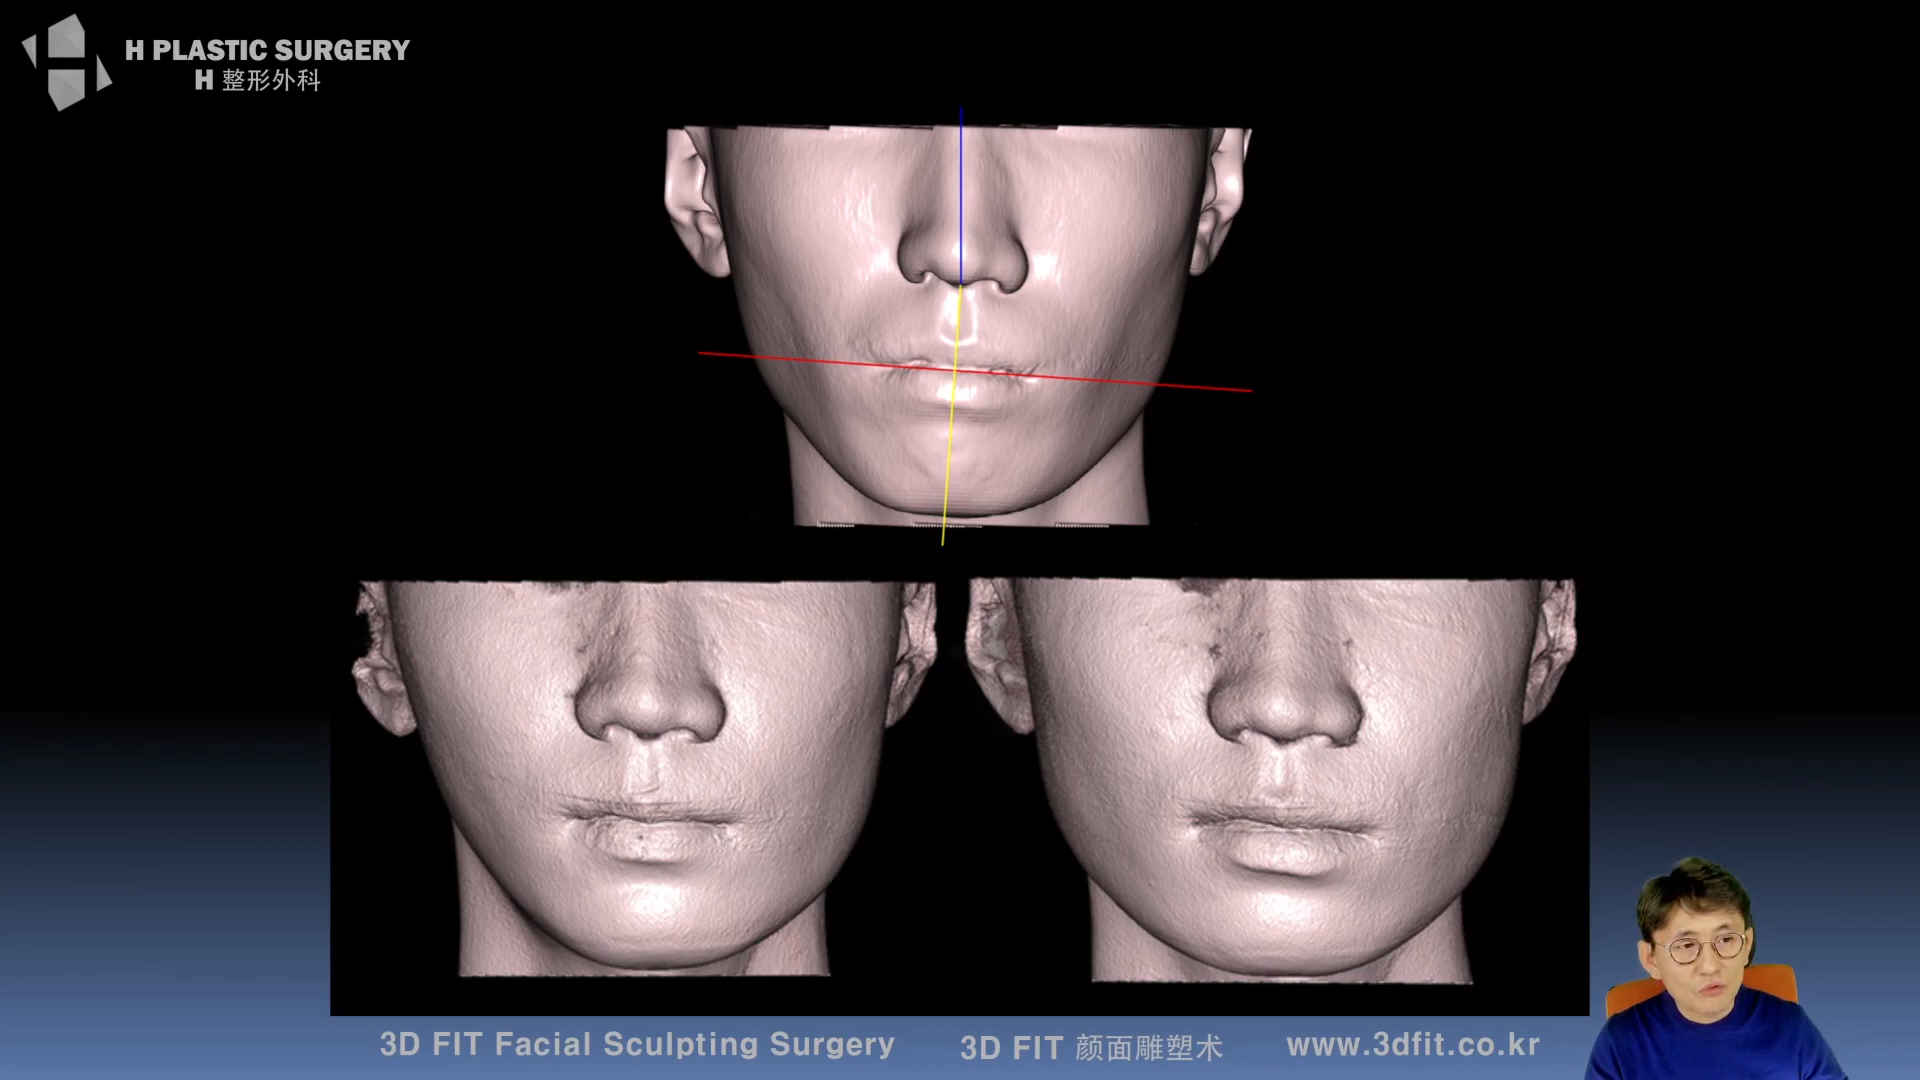 H PLASTIC SURGERY
H 整形外科
3D FIT Facial Sculpting Surgery
3D FIT 颜面雕塑术
www.3dfit.co.kr